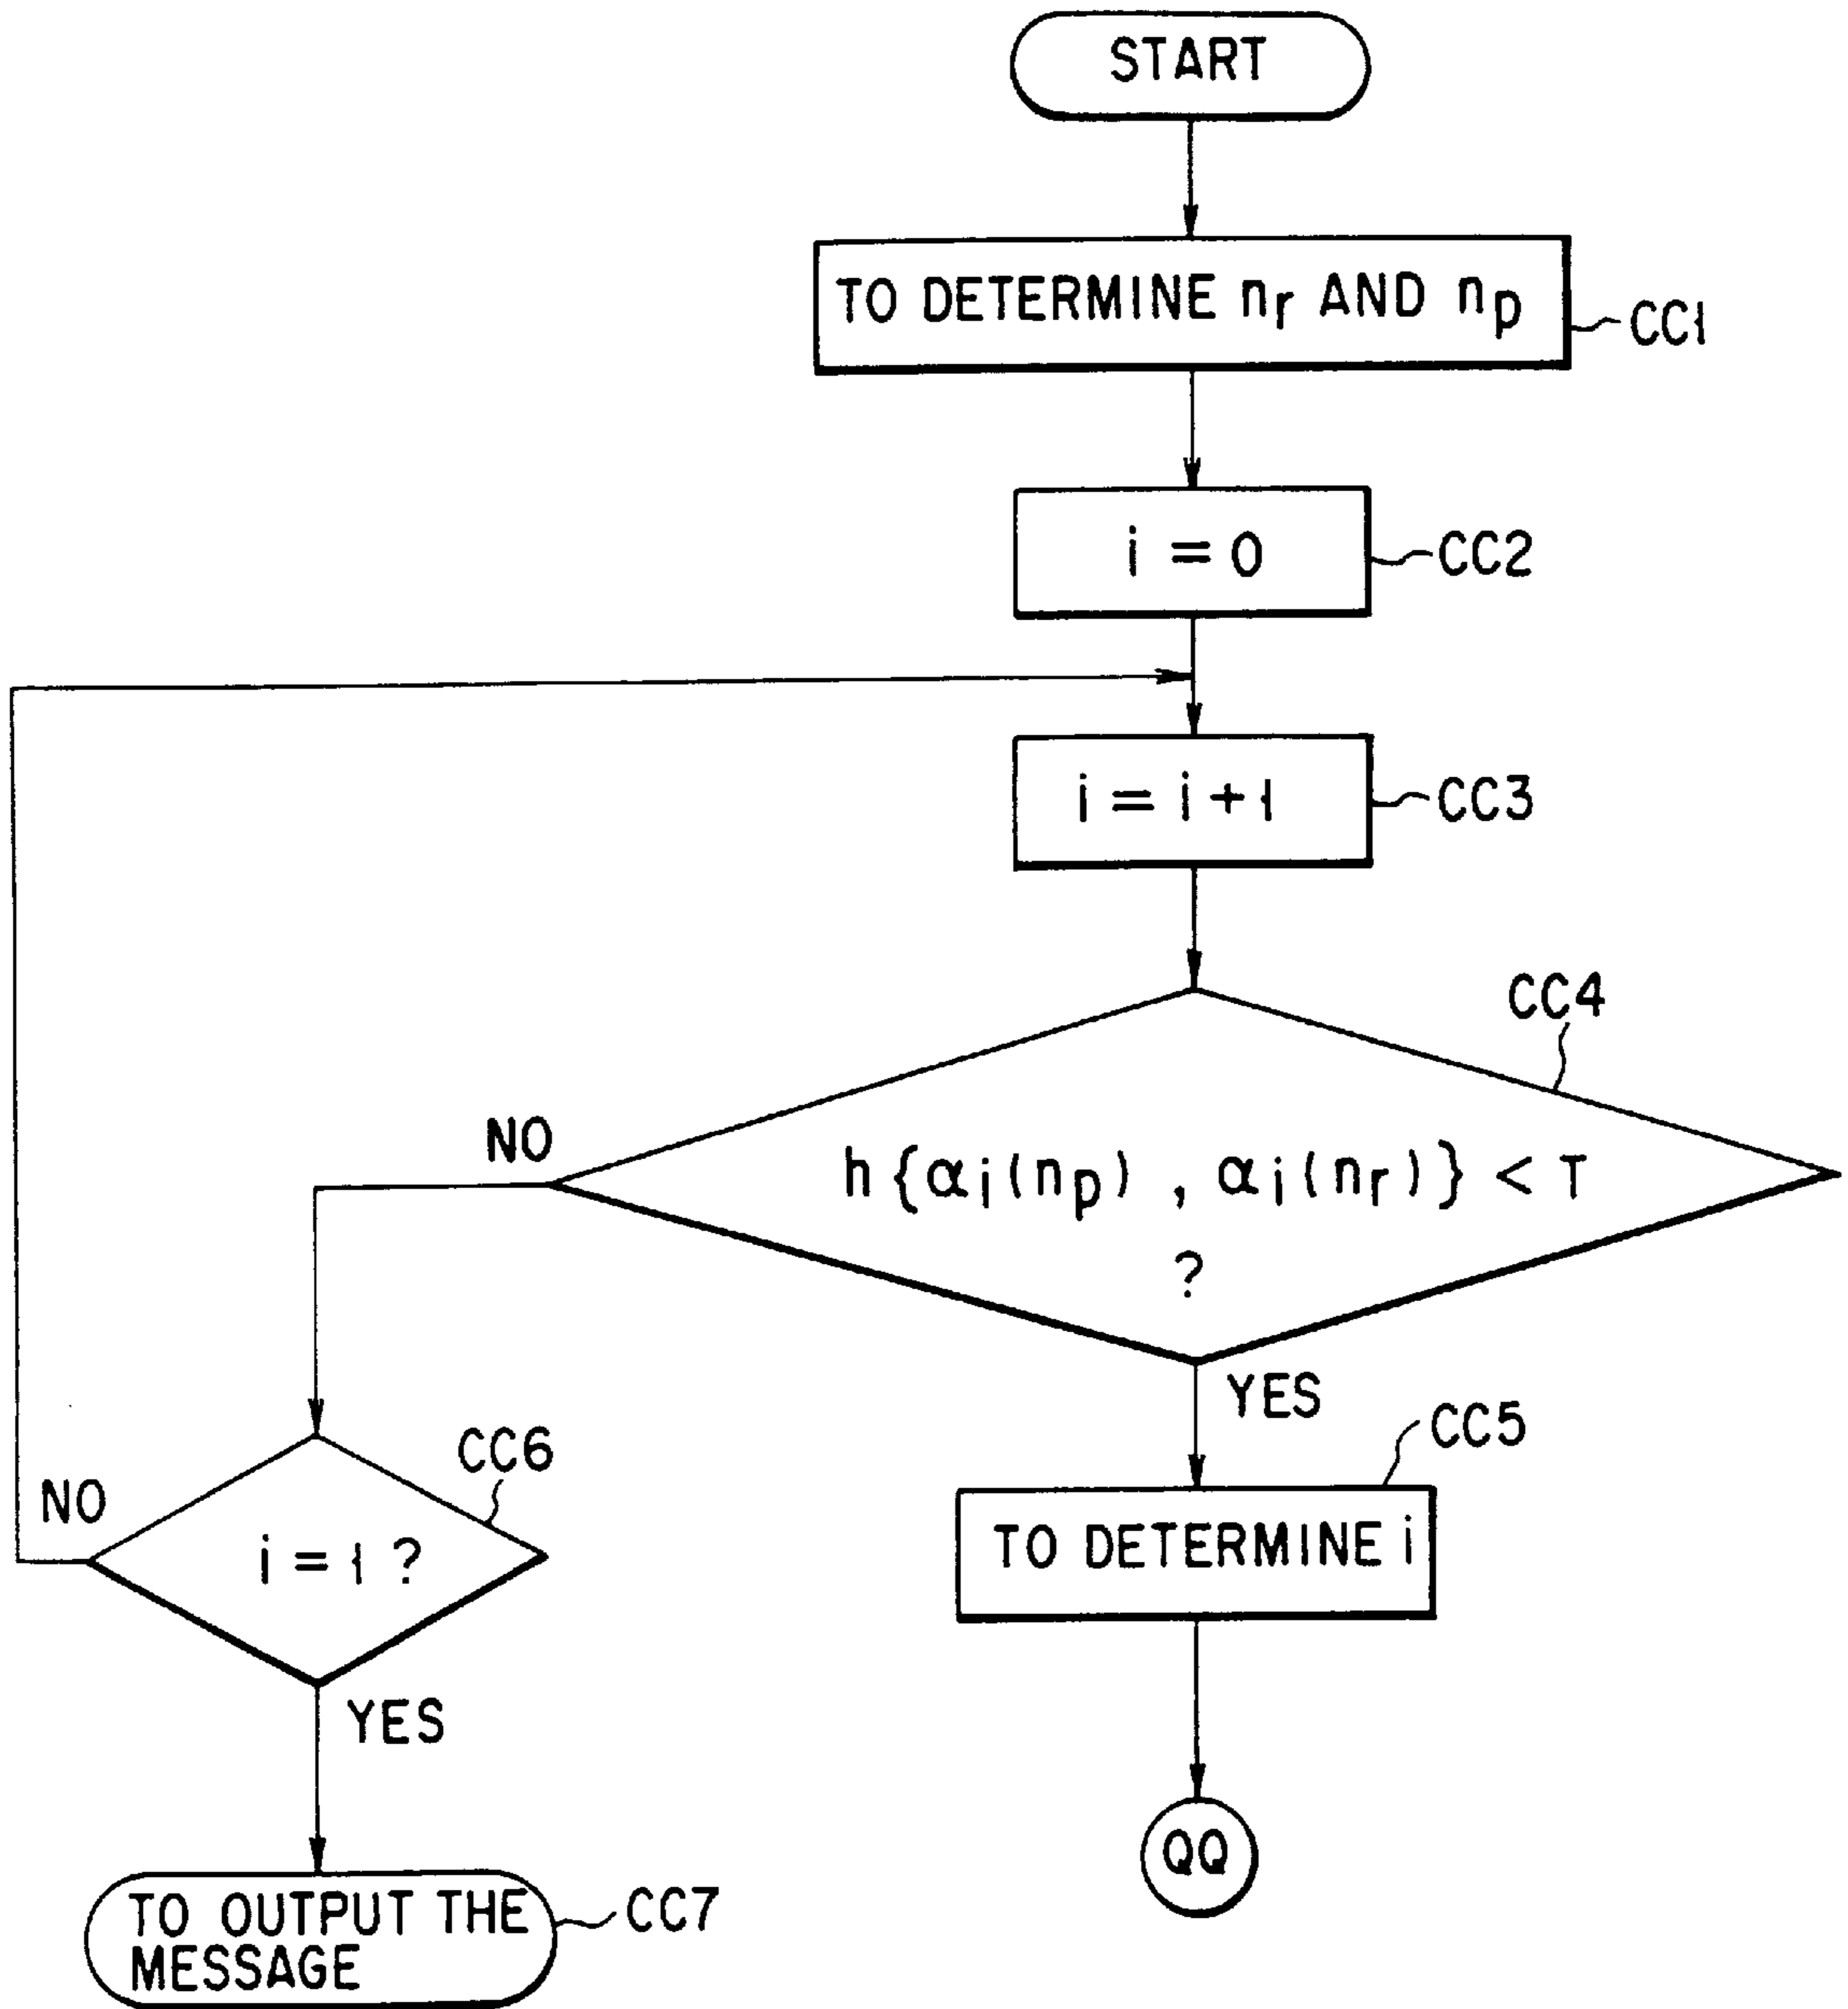 START
TO DETERMINE nr AND np
CC1
i = 0
CC2
i = i + 1
CC3
CC4
NO
h{αi(np) , αi(nr)} < T
?
YES
CC5
CC6
NO
i = 1 ?
TO DETERMINE i
YES
QQ
TO OUTPUT THE
MESSAGE
CC7